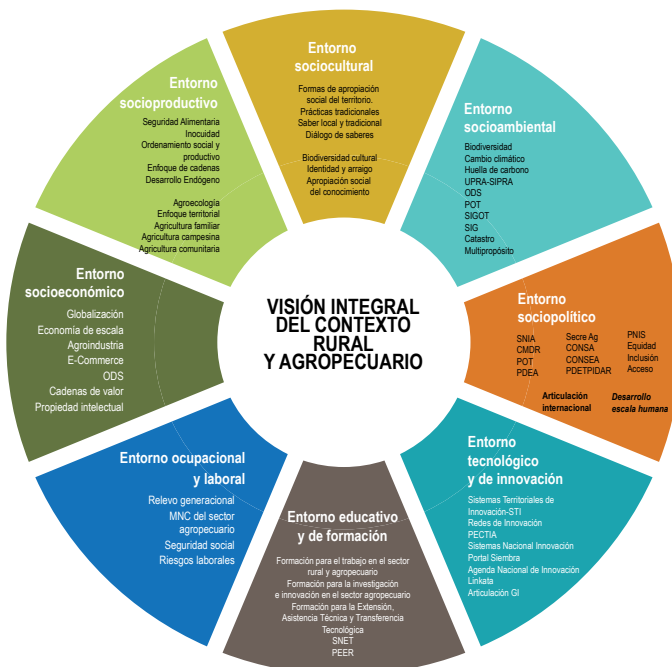 Entorno
sociocultural
Formas de apropiación
social del territorio.
Prácticas tradicionales
Saber local y tradicional
Diálogo de saberes
Biodiversidad cultural
Identidad y arraigo
Apropiación social
del conocimiento
Entorno
socioambiental
Biodiversidad
Cambio climático
Huella de carbono
UPRA-SIPRA
ODS
POT
SIGOT
SIG
Catastro
Multipropósito
Entorno
sociopolítico
SNIA
CMDR
POT
PDEA
Secre Ag
CONSA
CONSEA
PDETPIDAR
PNIS
Equidad
Inclusión
Acceso
Articulación
internacional
Desarrollo
escala humana
Entorno
tecnológico
y de innovación
Sistemas Territoriales de
Innovación-STI
Redes de Innovación
PECTIA
Sistemas Nacional Innovación
Portal Siembra
Agenda Nacional de Innovación
Linkata
Articulación GI
Entorno educativo
y de formación
Formación para el trabajo en el sector
rural y agropecuario
Formación para la investigación
e innovación en el sector agropecuario
Formación para la Extensión,
Asistencia Técnica y Transferencia
Tecnológica
SNET
PEER
Entorno ocupacional
y laboral
Relevo generacional
MNC del sector
agropecuario
Seguridad social
Riesgos laborales
Entorno
socioeconómico
Globalización
Economía de escala
Agroindustria
E-Commerce
ODS
Cadenas de valor
Propiedad intelectual
Entorno
socioproductivo
Seguridad Alimentaria
Inocuidad
Ordenamiento social y
productivo
Enfoque de cadenas
Desarrollo Endógeno
Agroecología
Enfoque territorial
Agricultura familiar
Agricultura campesina
Agricultura comunitaria
VISIÓN INTEGRAL
DEL CONTEXTO
RURAL
Y AGROPECUARIO